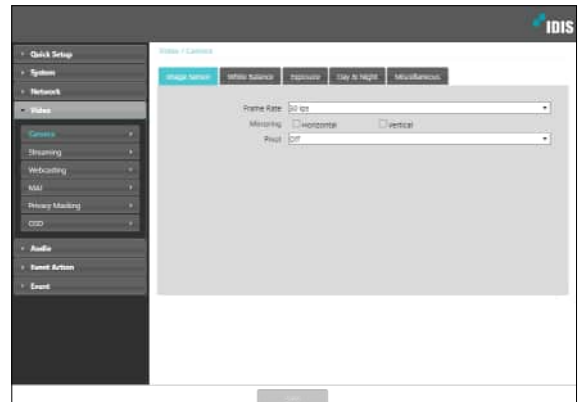 IDIS
Quick Setup
System
Network
Video
Camera
Streaming
Webcasting
MAT
Privacy Masking
OSD
Audio
Event Action
Event
Video / Camera
Image Sensor White Balance Exposure Day & Night Miscellaneous
Frame Rate 30 ips
Mirroring Horizontal Vertical
Pivot Off